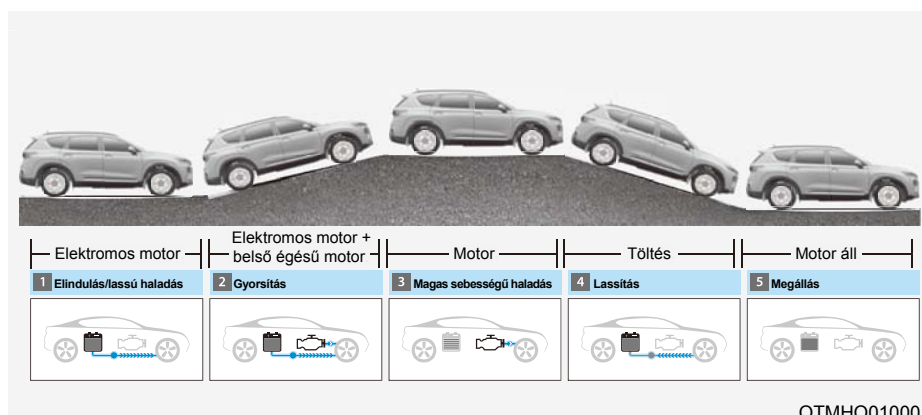 Elektromos motor
Elektromos motor +
belső égésű motor
Motor
Töltés
Motor áll
1 Elindulás/lassú haladás
2 Gyorsítás
3 Magas sebességű haladás
4 Lassítás
5 Megállás
OTMHQ01000